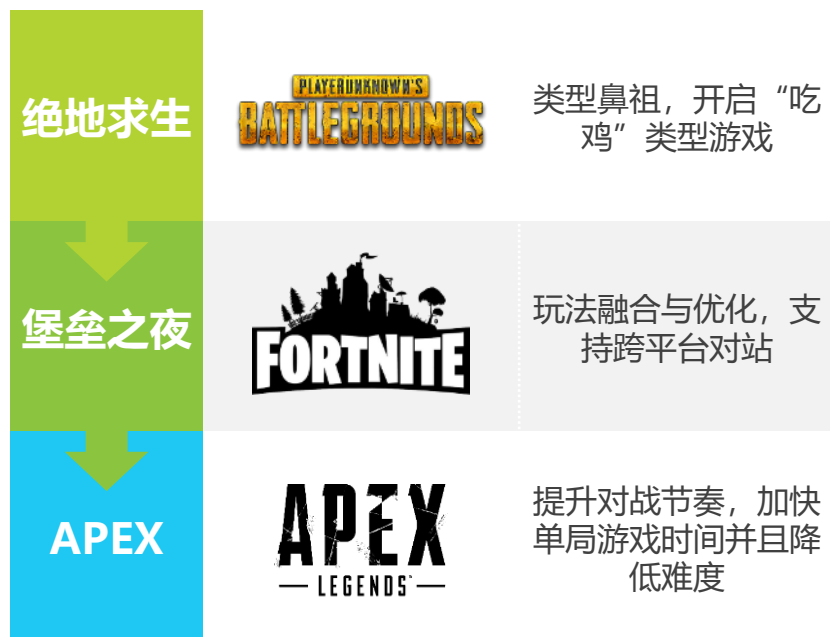 绝地求生
PLAYERUNKNOWN'S
BATTLEGROUNDS
类型鼻祖，开启“吃
鸡”类型游戏
堡垒之夜
FORTNITE
玩法融合与优化，支
持跨平台对站
APEX
APEX
LEGENDS
提升对战节奏，加快
单局游戏时间并且降
低难度